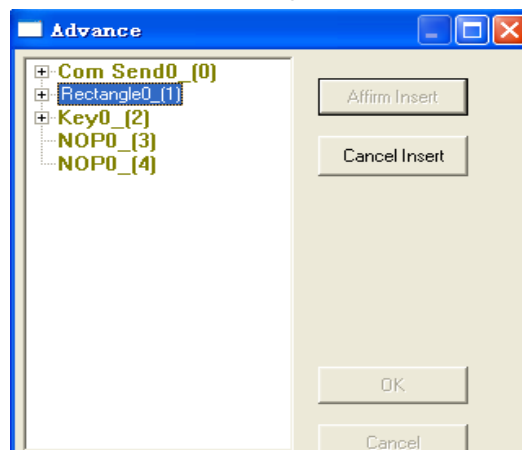 Advance
Com Send0_(0)
Rectangle0_(1)
Key0_(2)
NOP0_(3)
NOP0_(4)
Affirm Insert
Cancel Insert
OK
Cancel